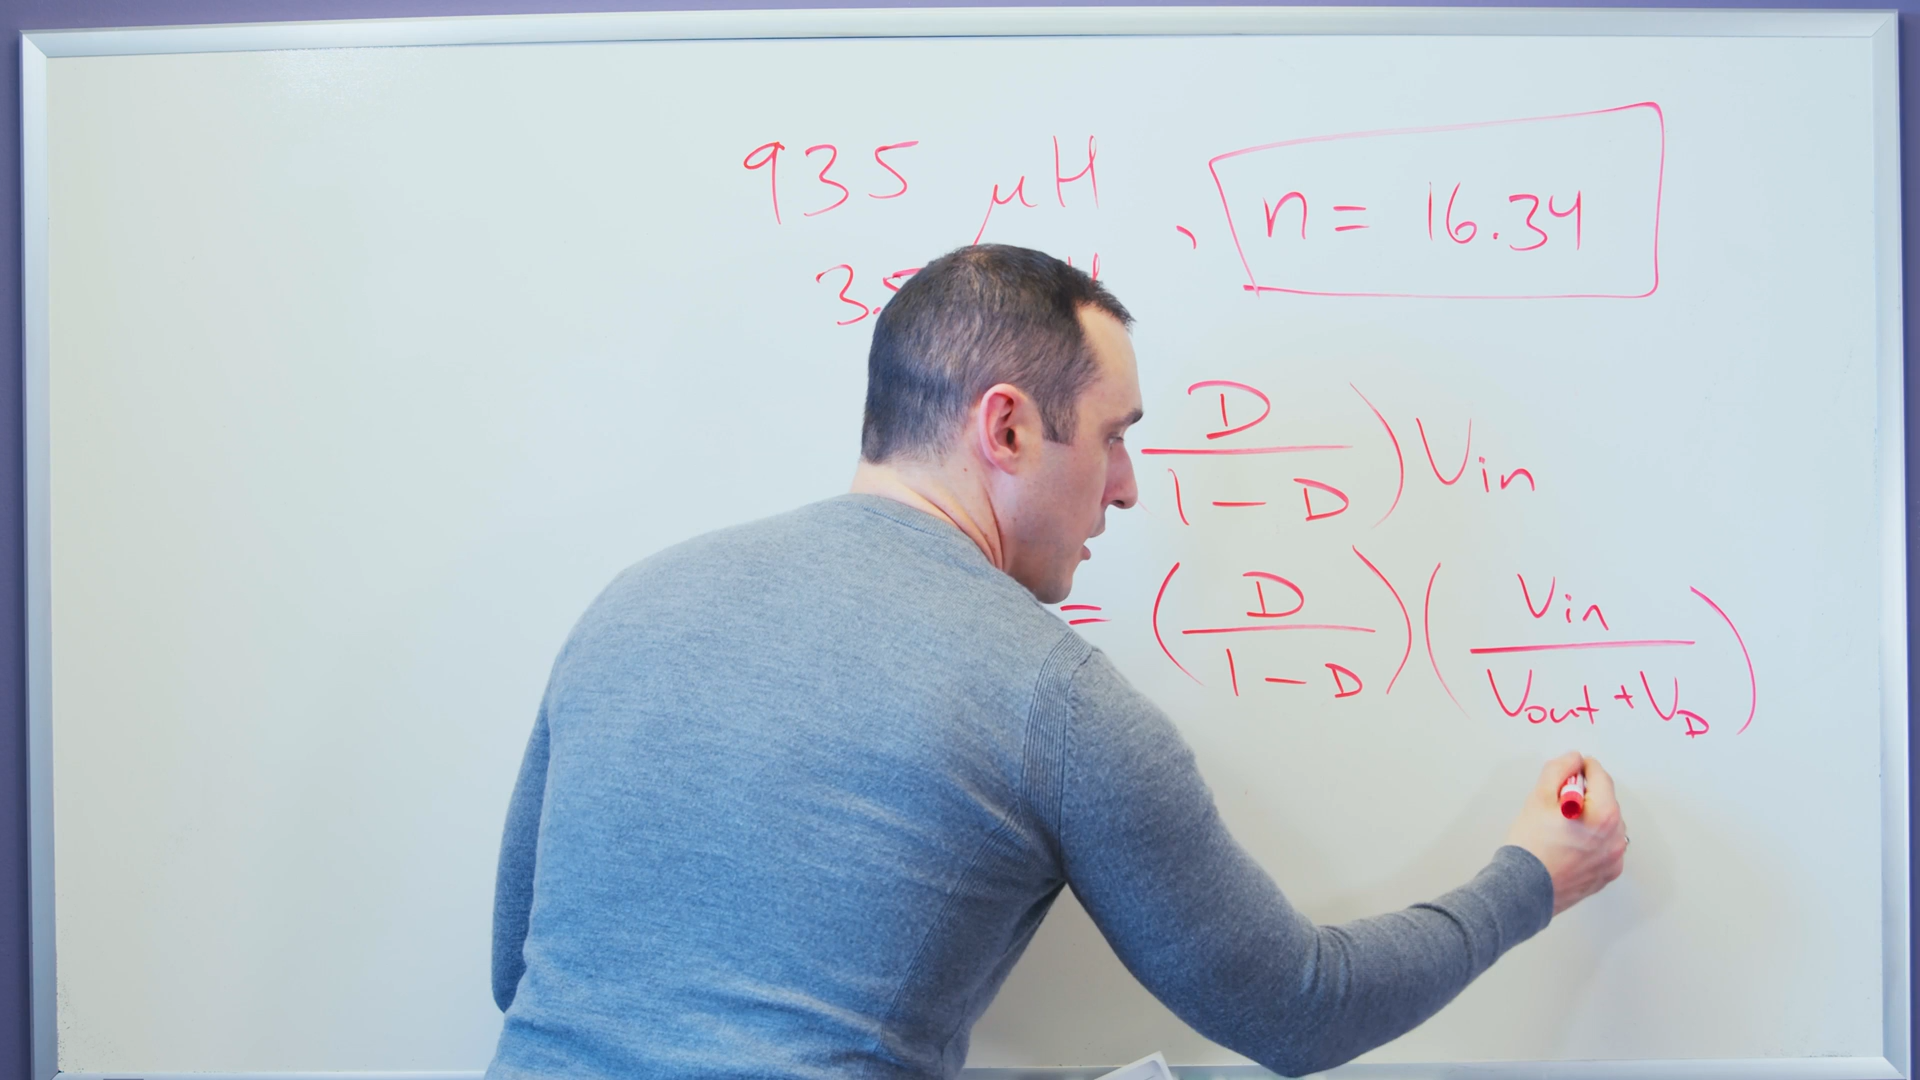 935 μH , n = 16.34
3.
D
1 - D ) Vin
= ( D / 1 - D ) ( Vin / Vout + VD )